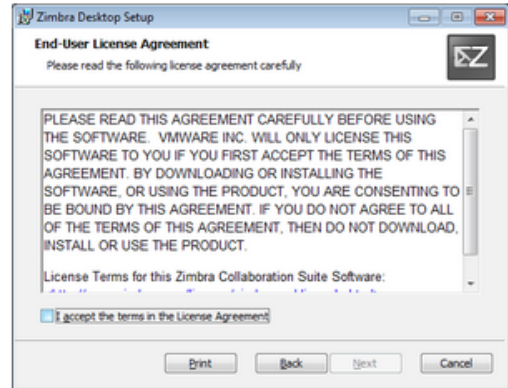 Zimbra Desktop Setup
End-User License Agreement
Please read the following license agreement carefully
PLEASE READ THIS AGREEMENT CAREFULLY BEFORE USING
THE SOFTWARE. VMWARE INC. WILL ONLY LICENSE THIS
SOFTWARE TO YOU IF YOU FIRST ACCEPT THE TERMS OF THIS
AGREEMENT. BY DOWNLOADING OR INSTALLING THE
SOFTWARE, OR USING THE PRODUCT, YOU ARE CONSENTING TO
BE BOUND BY THIS AGREEMENT. IF YOU DO NOT AGREE TO ALL
OF THE TERMS OF THIS AGREEMENT, THEN DO NOT DOWNLOAD,
INSTALL OR USE THE PRODUCT.
License Terms for this Zimbra Collaboration Suite Software:
I accept the terms in the License Agreement
Print Back Next Cancel